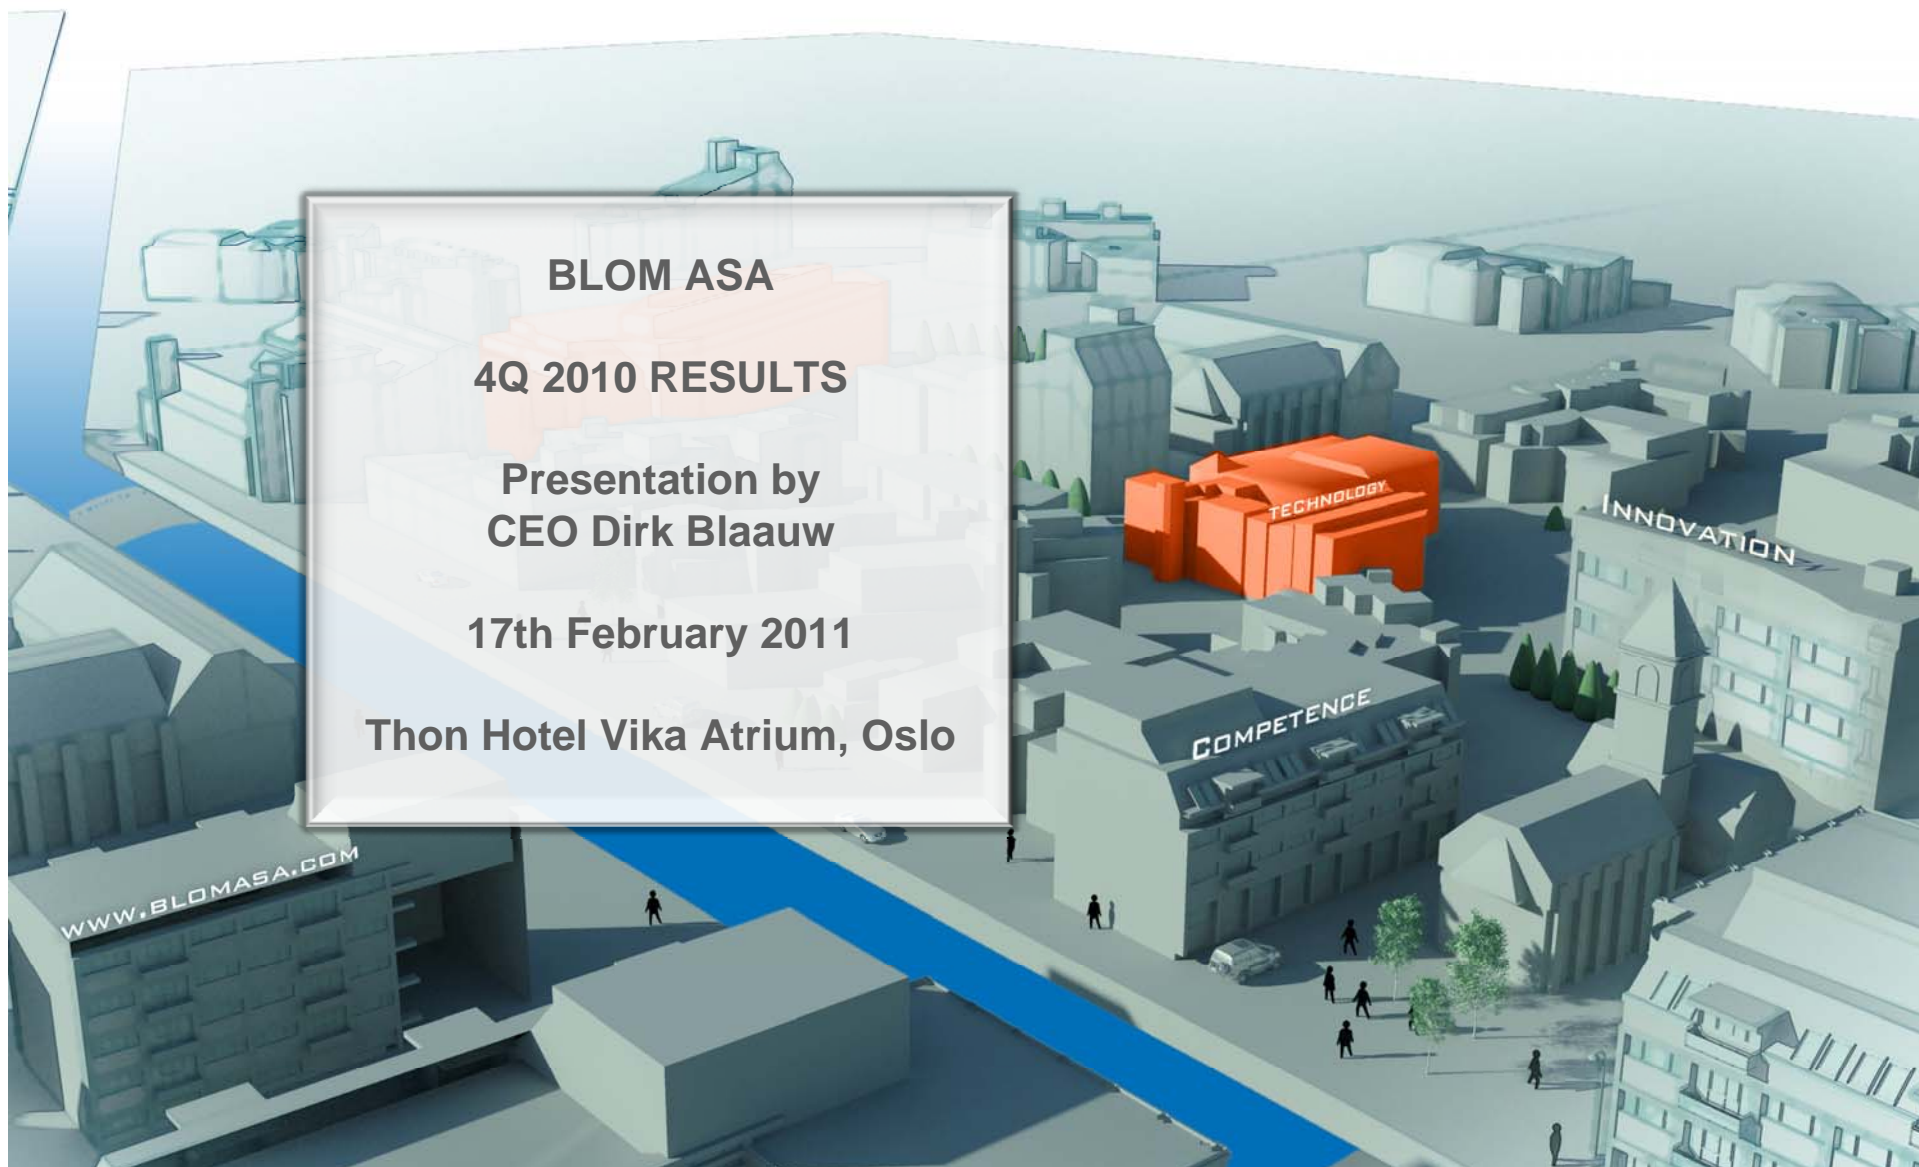 BLOM ASA
4Q 2010 RESULTS
Presentation by
CEO Dirk Blaauw
17th February 2011
Thon Hotel Vika Atrium, Oslo
TECHNOLOGY
INNOVATION
COMPETENCE
WWW.BLOMASA.COM